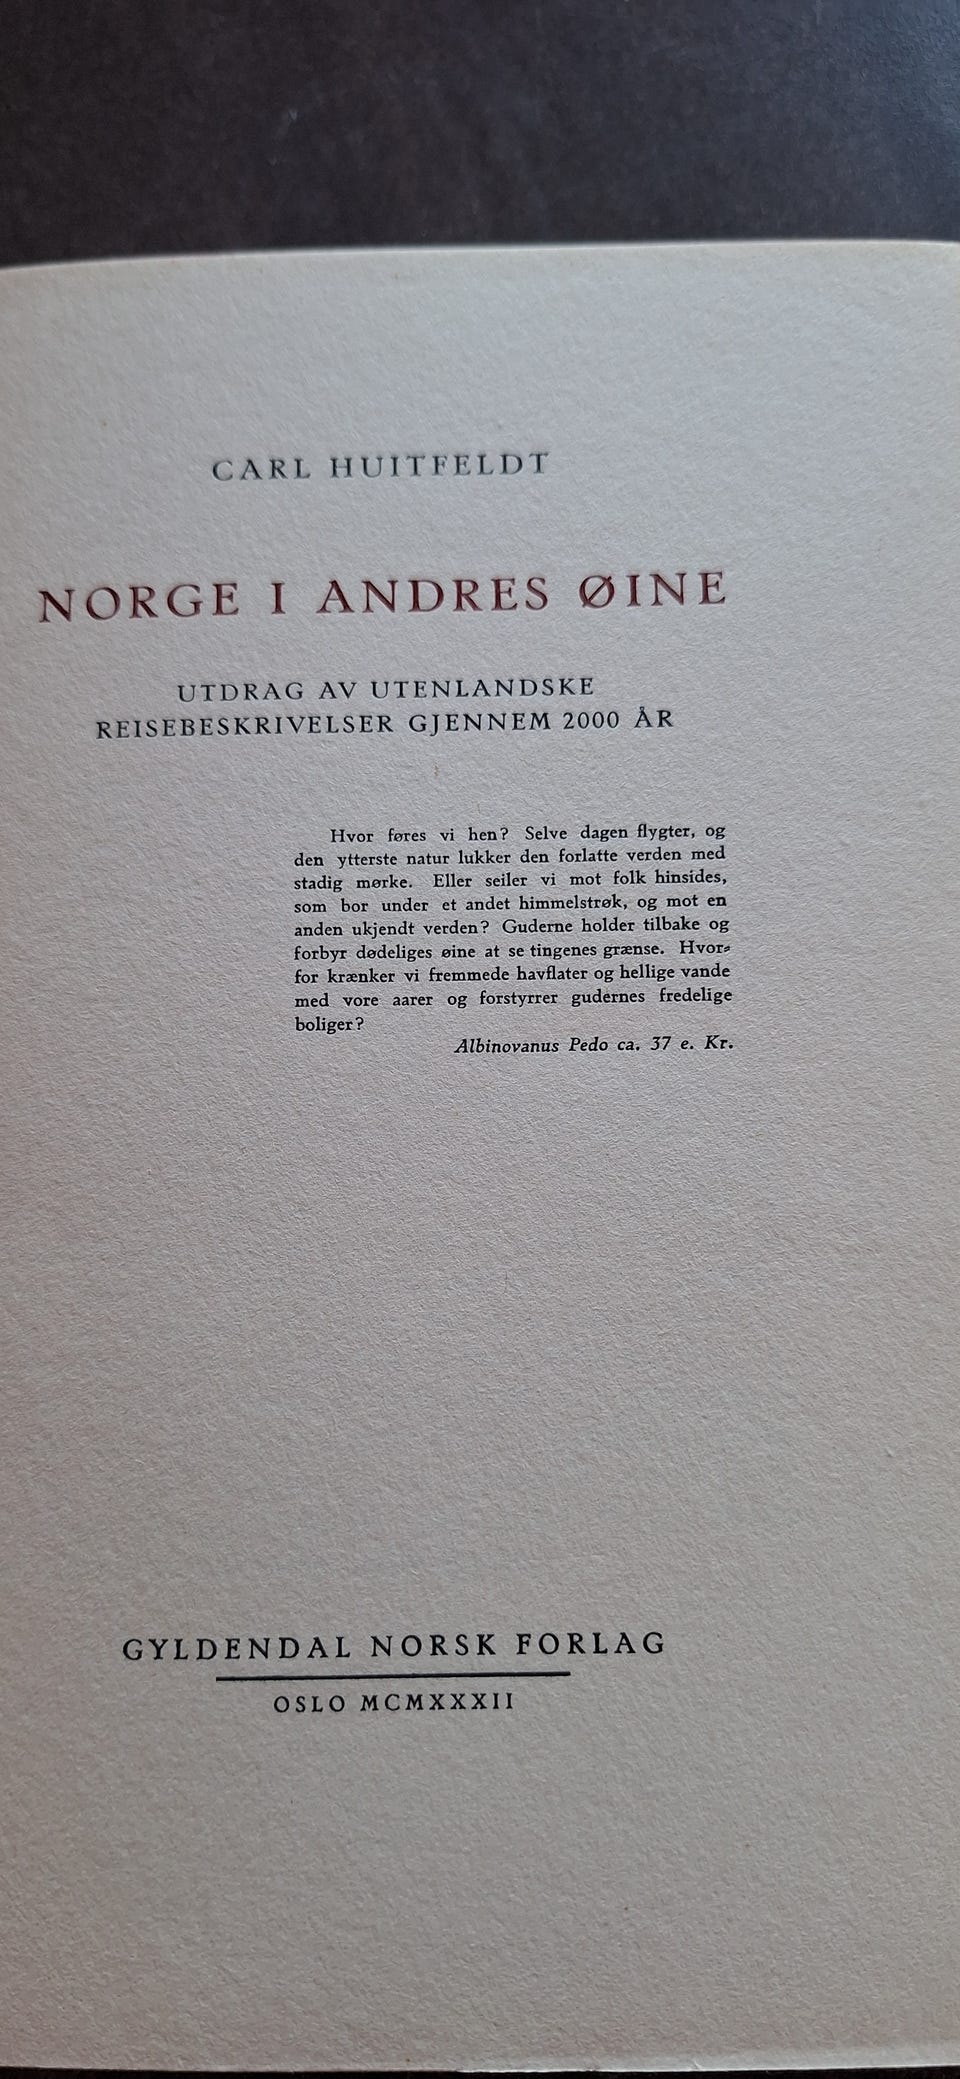 CARL HUITFELDT
NORGE I ANDRES ØINE
UTDRAG AV UTENLANDSKE
REISEBESKRIVELSER GJENNEM 2000 ÅR
Hvor føres vi hen? Selve dagen flygter, og
den ytterste natur lukker den forlatte verden med
stadig mørke. Eller seiler vi mot folk hinsides,
som bor under et andet himmelstrøk, og mot en
anden ukjendt verden? Guderne holder tilbake og
forbyr dødeliges øine at se tingenes grænse. Hvor-
for krænker vi fremmede havflater og hellige vande
med vore aarer og forstyrrer gudernes fredelige
boliger?
Albinovanus Pedo ca. 37 e. Kr.
GYLDENDAL NORSK FORLAG
OSLO MCMXXXII